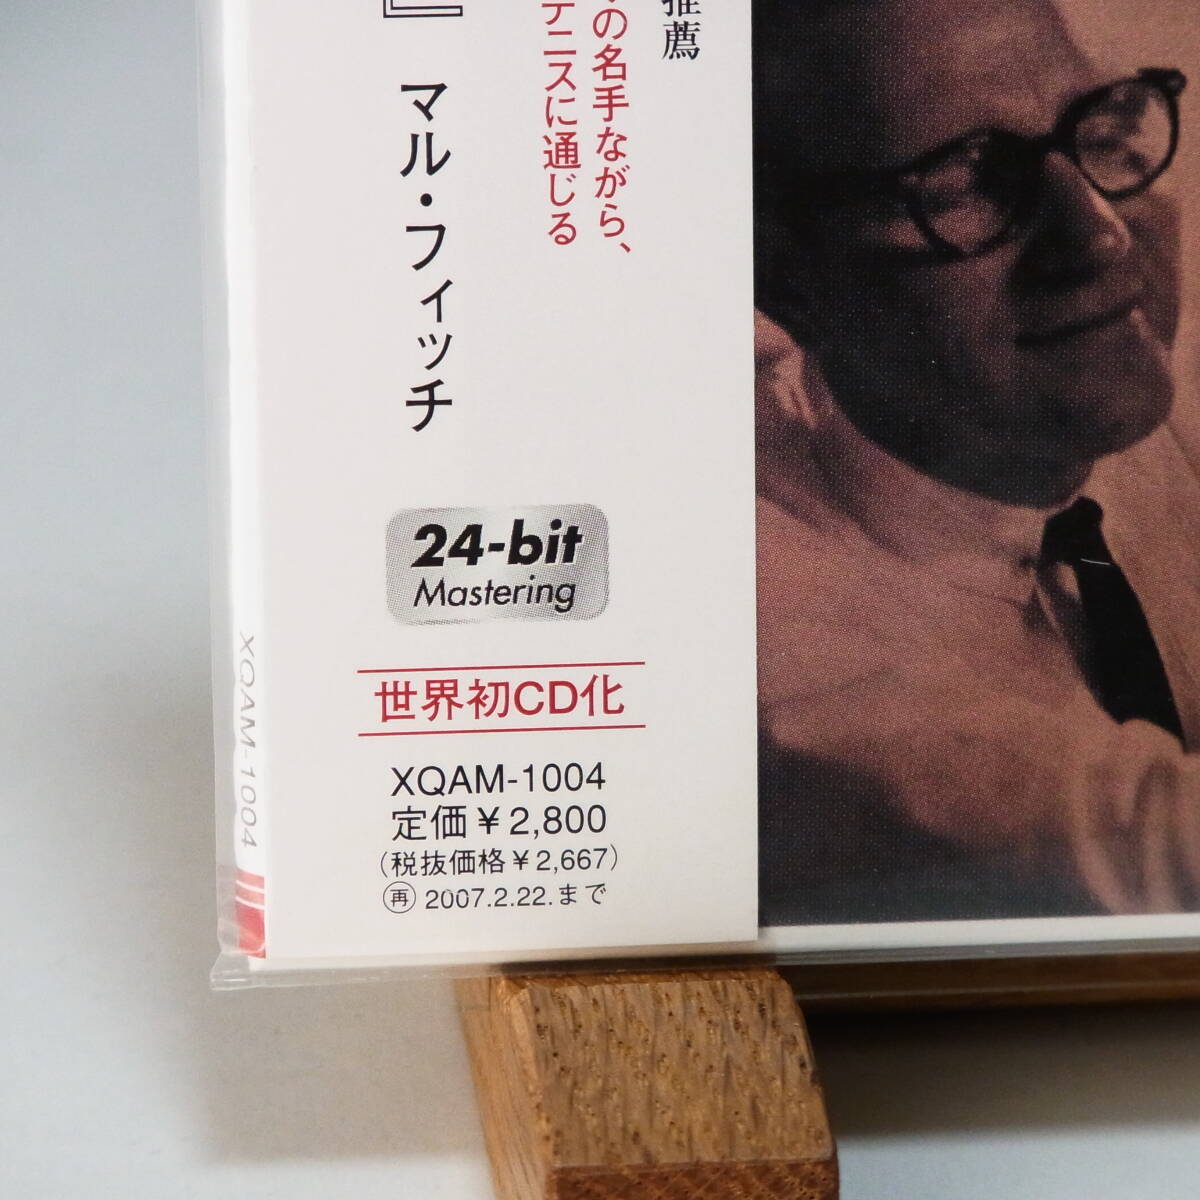 推薦
の名手ながら、
テニスに通じる
』 マル・フィッチ
24-bit
Mastering
世界初CD化
XQAM-1004
定価￥2,800
(税抜価格￥2,667)
㊢ 2007.2.22.まで
XQAM-1004